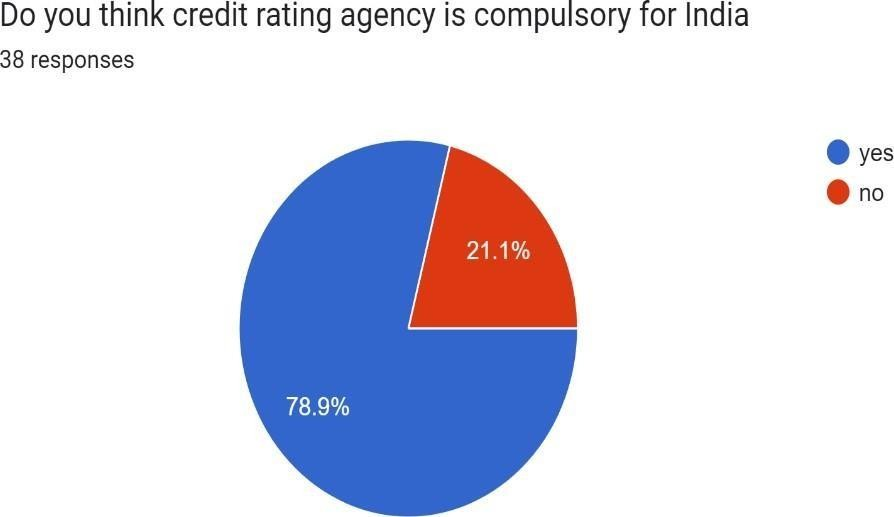 Do you think credit rating agency is compulsory for India
38 responses
yes
no
21.1%
78.9%